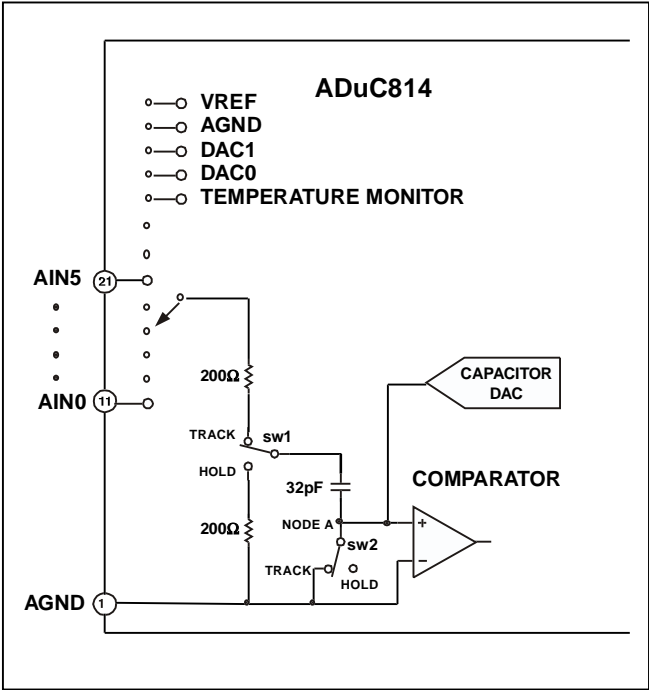 ADuC814
VREF
AGND
DAC1
DAC0
TEMPERATURE MONITOR
AIN5 21
AIN0 11
200Ω
CAPACITOR
DAC
TRACK sw1
HOLD
32pF
COMPARATOR
200Ω
NODE A
+
sw2
−
TRACK
HOLD
AGND 1